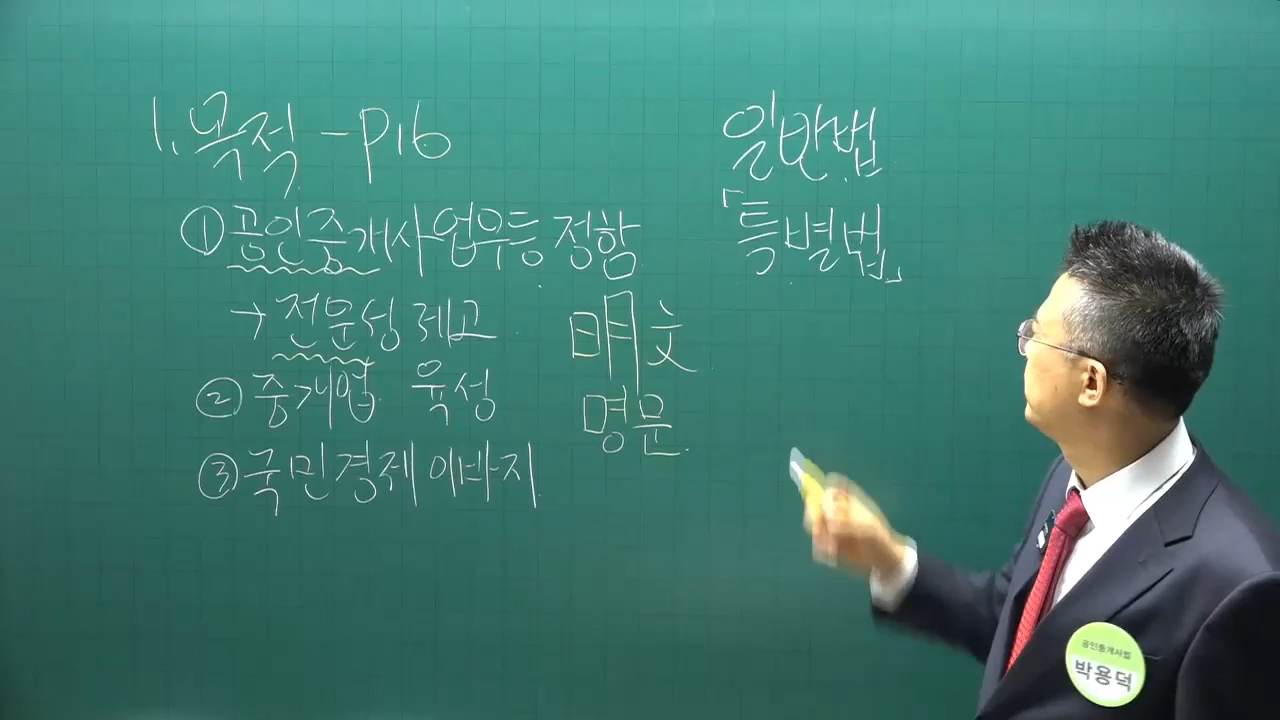 1.목적 - P16
① 공인중개사업무등 정함
→ 전문성 제고
② 중개업 육성
③ 국민경제 이바지
明文
명문.
일반법
「특별법」
공인중개사법
박용덕